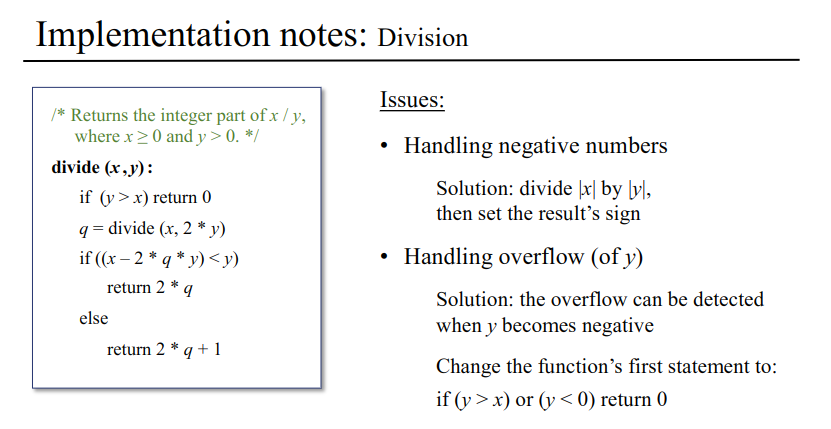 Implementation notes: Division
/* Returns the integer part of x / y,
where x ≥ 0 and y > 0. */
divide (x,y):
if (y > x) return 0
q = divide (x, 2 * y)
if ((x – 2 * q * y) < y)
return 2 * q
else
return 2 * q + 1
Issues:
• Handling negative numbers
Solution: divide |x| by |y|,
then set the result’s sign
• Handling overflow (of y)
Solution: the overflow can be detected
when y becomes negative
Change the function’s first statement to:
if (y > x) or (y < 0) return 0